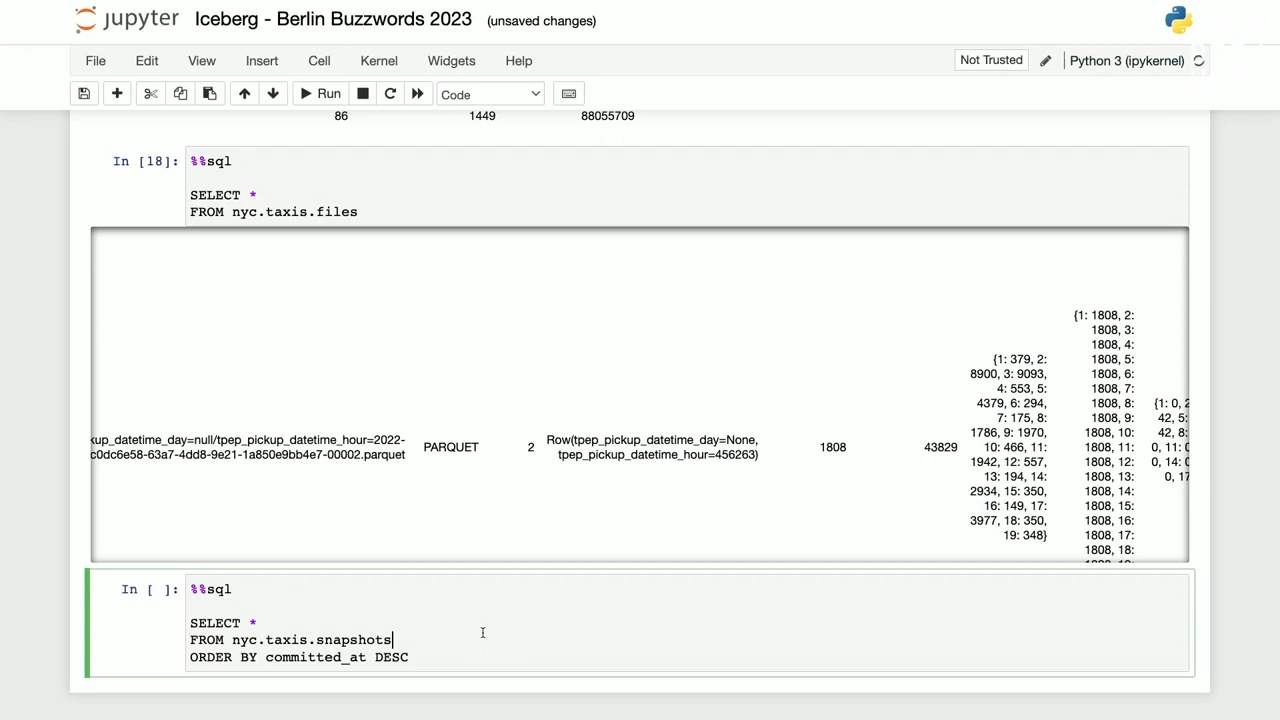 jupyter Iceberg - Berlin Buzzwords 2023 (unsaved changes)
File Edit View Insert Cell Kernel Widgets Help Not Trusted Python 3 (ipykernel)
Run Code
86 1449 88055709
In [18]: %%sql
SELECT *
FROM nyc.taxis.files
{1: 1808, 2:
1808, 3:
1808, 4:
{1: 379, 2: 1808, 5:
8900, 3: 9093, 1808, 6:
4: 553, 5: 1808, 7:
4379, 6: 294, 1808, 8: {1: 0, 2
7: 175, 8: 1808, 9: 42, 5:
1786, 9: 1970, 1808, 10: 42, 8:
kup_datetime_day=null/tpep_pickup_datetime_hour=2022- PARQUET 2 Row(tpep_pickup_datetime_day=None, 1808 43829 10: 466, 11: 1808, 11: 0, 11: 0
c0dc6e58-63a7-4dd8-9e21-1a850e9bb4e7-00002.parquet tpep_pickup_datetime_hour=456263) 1942, 12: 557, 1808, 12: 0, 14: 0
13: 194, 14: 1808, 13: 0, 17
2934, 15: 350, 1808, 14:
16: 149, 17: 1808, 15:
3977, 18: 350, 1808, 16:
19: 348} 1808, 17:
1808, 18:
In [ ]: %%sql
SELECT *
FROM nyc.taxis.snapshots
ORDER BY committed_at DESC